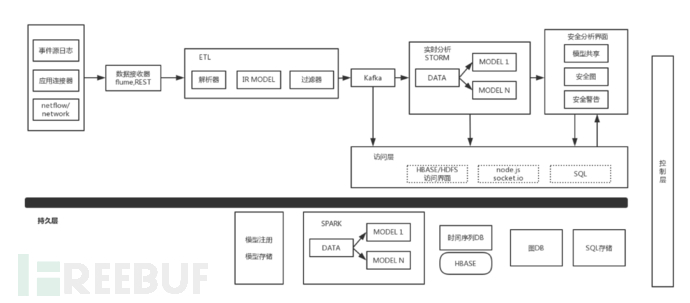 事件源日志
应用连接器
netflow/
network
数据接收器
flume,REST
ETL
解析器
IR MODEL
过滤器
Kafka
实时分析
STORM
DATA
MODEL 1
MODEL N
安全分析界面
模型共享
安全图
安全警告
控制层
访问层
HBASE/HDFS
访问界面
node.js
socket.io
SQL
持久层
模型注册
模型存储
SPARK
DATA
MODEL 1
MODEL N
时间序列DB
HBASE
图DB
SQL存储
FREEBUF